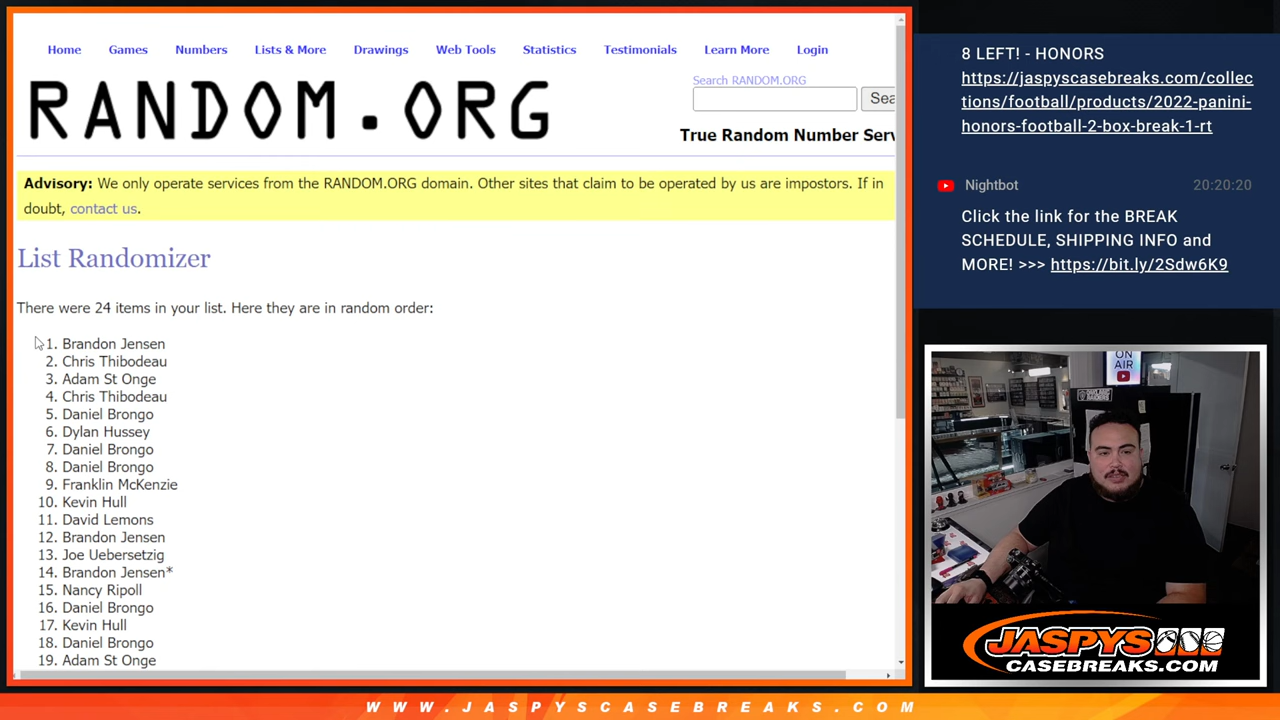 Home Games Numbers Lists & More Drawings Web Tools Statistics Testimonials Learn More Login
RANDOM.ORG
Search RANDOM.ORG
Sea
True Random Number Serv
Advisory: We only operate services from the RANDOM.ORG domain. Other sites that claim to be operated by us are impostors. If in
doubt, contact us.
List Randomizer
There were 24 items in your list. Here they are in random order:
1. Brandon Jensen
2. Chris Thibodeau
3. Adam St Onge
4. Chris Thibodeau
5. Daniel Brongo
6. Dylan Hussey
7. Daniel Brongo
8. Daniel Brongo
9. Franklin McKenzie
10. Kevin Hull
11. David Lemons
12. Brandon Jensen
13. Joe Uebersetzig
14. Brandon Jensen*
15. Nancy Ripoll
16. Daniel Brongo
17. Kevin Hull
18. Daniel Brongo
19. Adam St Onge
8 LEFT! - HONORS
https://jaspyscasebreaks.com/collec
tions/football/products/2022-panini-
honors-football-2-box-break-1-rt
Nightbot 20:20:20
Click the link for the BREAK
SCHEDULE, SHIPPING INFO and
MORE! >>> https://bit.ly/2Sdw6K9
ON
AIR
JASPYS
CASEBREAKS.COM
WWW.JASPYSCASEBREAKS.COM